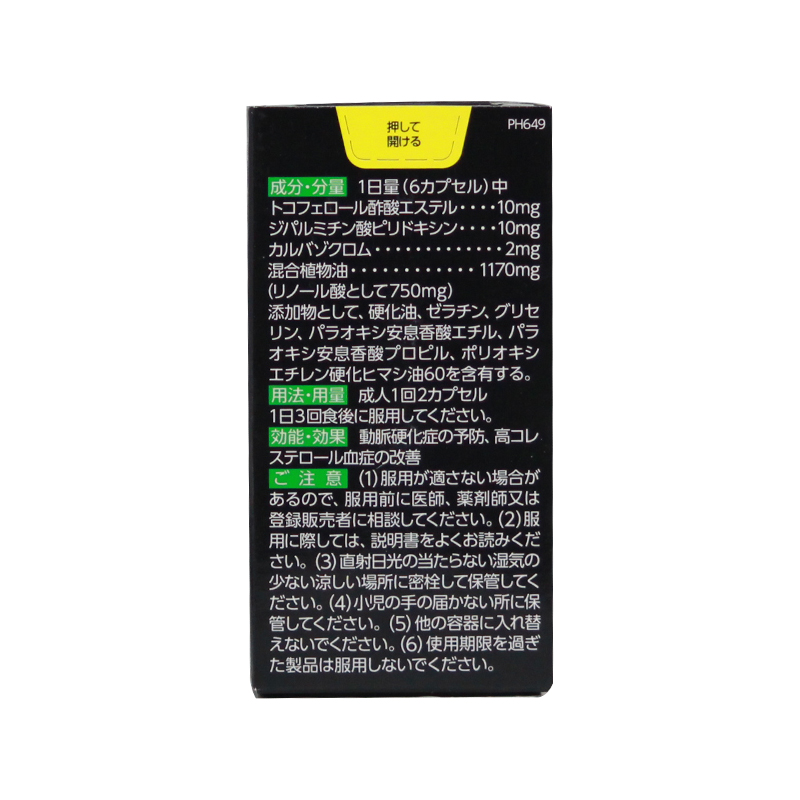 押して
開ける
PH649
成分・分量 1日量(6カプセル)中
トコフェロール酢酸エステル・・・・10mg
ジパルミチン酸ピリドキシン・・・・10mg
カルバゾクロム・・・・・・・・・・・・・2mg
混合植物油・・・・・・・・・・・・1170mg
(リノール酸として750mg)
添加物として、硬化油、ゼラチン、グリセ
リン、パラオキシ安息香酸エチル、パラ
オキシ安息香酸プロピル、ポリオキシ
エチレン硬化ヒマシ油60を含有する。
用法・用量 成人1回2カプセル
1日3回食後に服用してください。
効能・効果 動脈硬化症の予防、高コレ
ステロール血症の改善
ご注意 (1)服用が適さない場合が
あるので、服用前に医師、薬剤師又は
登録販売者に相談してください。(2)服
用に際しては、説明書をよくお読みくだ
さい。(3)直射日光の当たらない湿気の
少ない涼しい場所に密栓して保管してく
ださい。(4)小児の手の届かない所に保
管してください。(5)他の容器に入れ替
えないでください。(6)使用期限を過ぎ
た製品は服用しないでください。